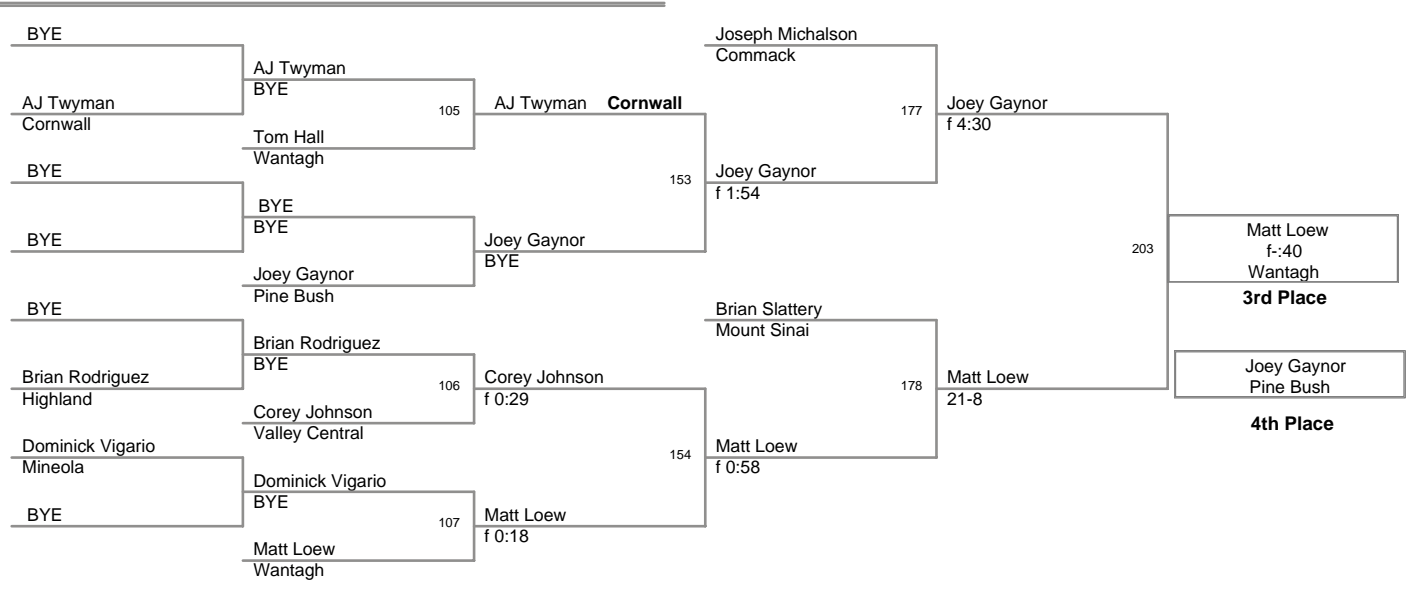 BYE
AJ Twyman
Cornwall
BYE
BYE
BYE
Brian Rodriguez
Highland
Dominick Vigario
Mineola
BYE
AJ Twyman
BYE
105
Tom Hall
Wantagh
BYE
BYE
Joey Gaynor
Pine Bush
Brian Rodriguez
BYE
106
Corey Johnson
Valley Central
Dominick Vigario
BYE
107
Matt Loew
Wantagh
AJ Twyman Cornwall
153
Joey Gaynor
BYE
Corey Johnson
f 0:29
154
Matt Loew
f 0:18
Joseph Michalson
Commack
177
Joey Gaynor
f 1:54
Brian Slattery
Mount Sinai
178
Matt Loew
f 0:58
Joey Gaynor
f 4:30
203
Matt Loew
21-8
Matt Loew
f-:40
Wantagh
3rd Place
Joey Gaynor
Pine Bush
4th Place